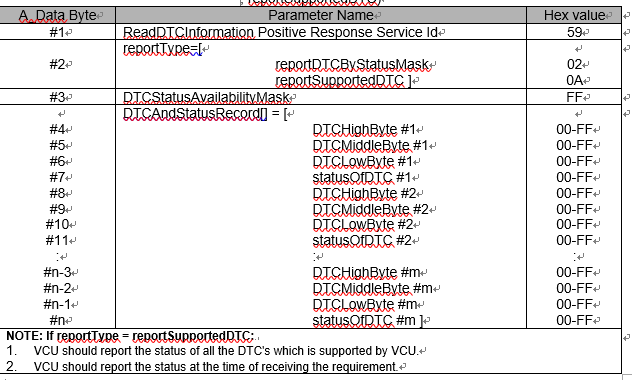 A. Data Byte Parameter Name Hex value
#1 ReadDTCInformation Positive Response Service Id 59
reportType=[
#2 reportDTCByStatusMask 02
reportSupportedDTC ] 0A
#3 DTCStatusAvailabilityMask FF
DTCAndStatusRecord[] = [
#4 DTCHighByte #1 00-FF
#5 DTCMiddleByte #1 00-FF
#6 DTCLowByte #1 00-FF
#7 statusOfDTC #1 00-FF
#8 DTCHighByte #2 00-FF
#9 DTCMiddleByte #2 00-FF
#10 DTCLowByte #2 00-FF
#11 statusOfDTC #2 00-FF
: : :
#n-3 DTCHighByte #m 00-FF
#n-2 DTCMiddleByte #m 00-FF
#n-1 DTCLowByte #m 00-FF
#n statusOfDTC #m ] 00-FF
NOTE: If reportType = reportSupportedDTC:
1. VCU should report the status of all the DTC's which is supported by VCU.
2. VCU should report the status at the time of receiving the requirement.